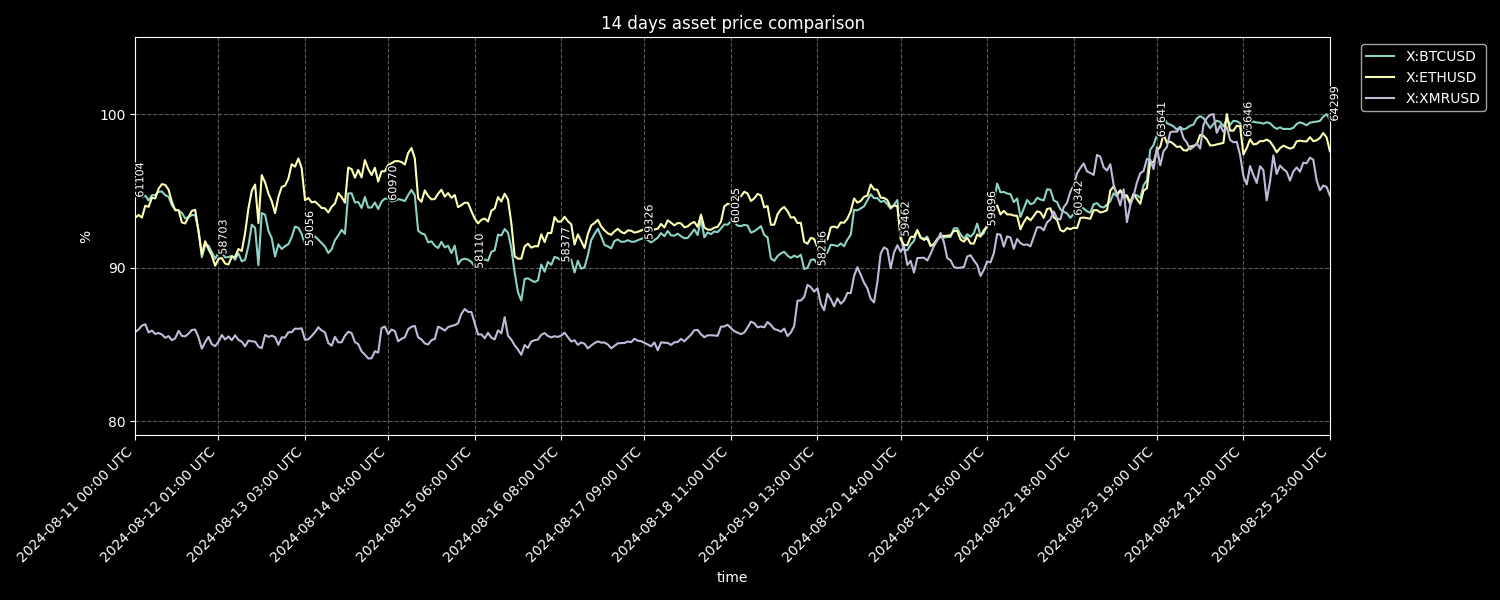 14 days asset price comparison
X:BTCUSD
X:ETHUSD
X:XMRUSD
%
100
90
80
61104
58703
59056
60970
58110
58377
59326
60025
58216
59462
59896
60342
63641
63646
64299
2024-08-11 00:00 UTC
2024-08-12 01:00 UTC
2024-08-13 03:00 UTC
2024-08-14 04:00 UTC
2024-08-15 06:00 UTC
2024-08-16 08:00 UTC
2024-08-17 09:00 UTC
2024-08-18 11:00 UTC
2024-08-19 13:00 UTC
2024-08-20 14:00 UTC
2024-08-21 16:00 UTC
2024-08-22 18:00 UTC
2024-08-23 19:00 UTC
2024-08-24 21:00 UTC
2024-08-25 23:00 UTC
time